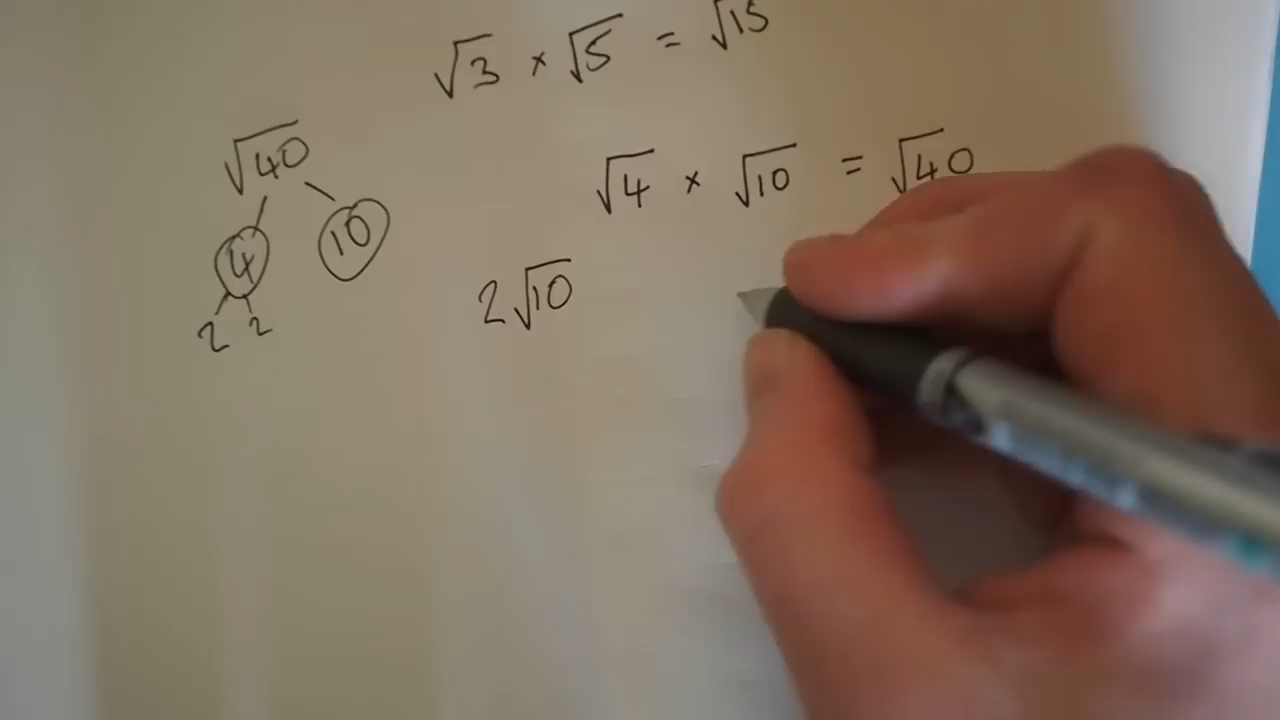 √3 × √5 = √15
√40
√4 × √10 = √40
4 10
2√10
2 2